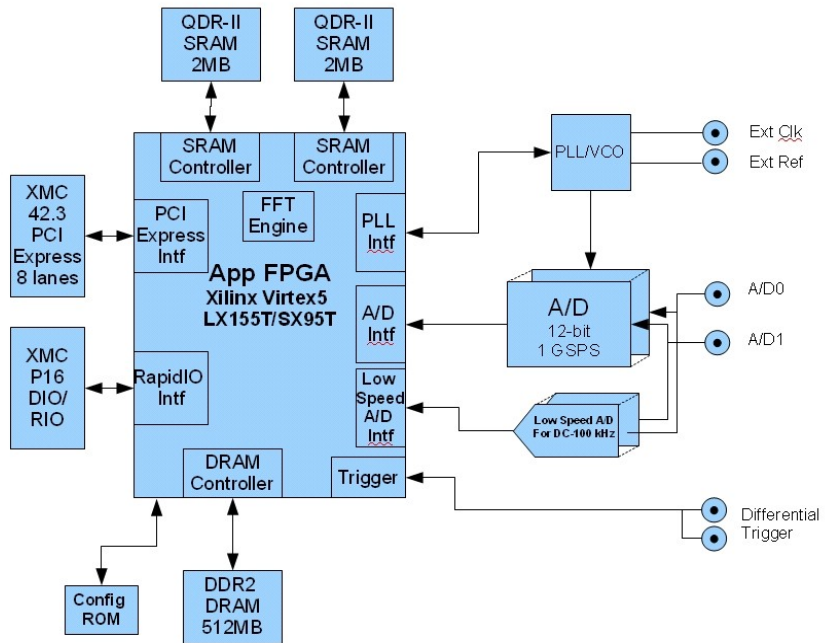 QDR-II
SRAM
2MB
QDR-II
SRAM
2MB
SRAM
Controller
SRAM
Controller
PLL/VCO
Ext Clk
Ext Ref
XMC
42.3
PCI
Express
8 lanes
PCI
Express
Intf
FFT
Engine
PLL
Intf
App FPGA
Xilinx Virtex5
LX155T/SX95T
A/D
Intf
A/D
12-bit
1 GSPS
A/D0
A/D1
XMC
P16
DIO/
RIO
RapidIO
Intf
Low
Speed
A/D
Intf
Low Speed A/D
For DC-100 kHz
DRAM
Controller
Trigger
Differential
Trigger
Config
ROM
DDR2
DRAM
512MB